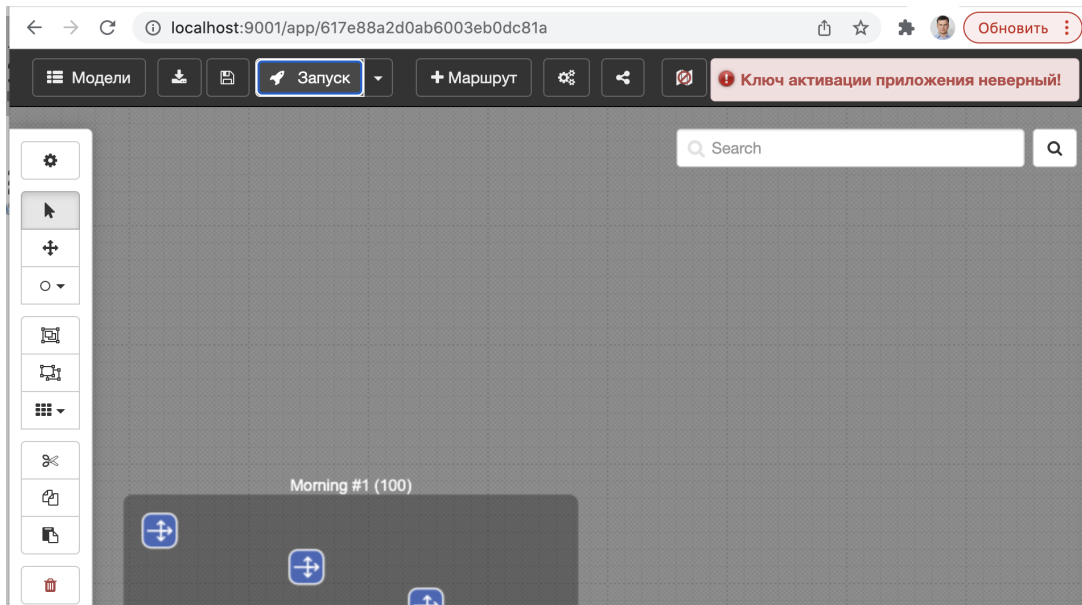 localhost:9001/app/617e88a2d0ab6003eb0dc81a Обновить
Модели Запуск + Маршрут Ключ активации приложения неверный!
Search
Morning #1 (100)